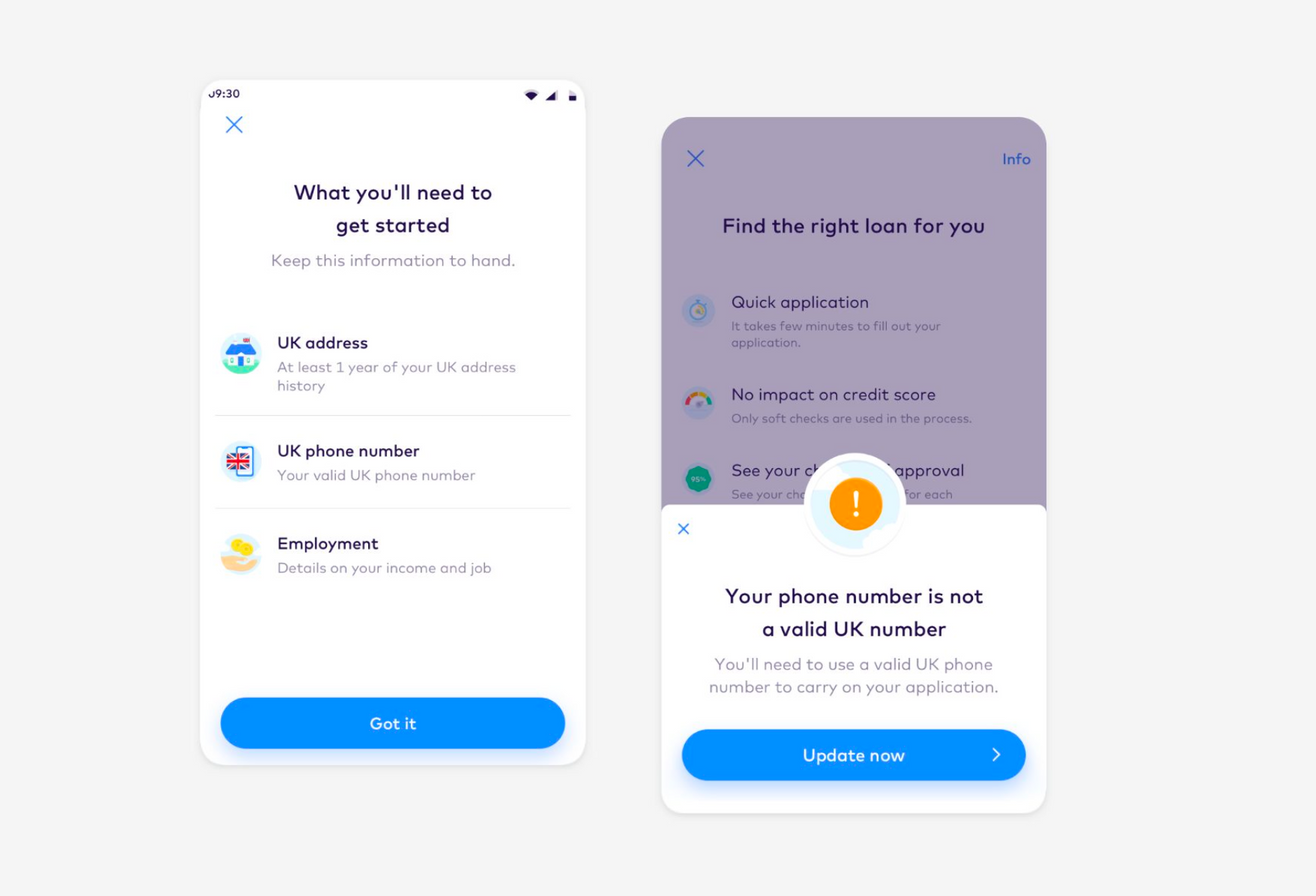 09:30
What you'll need to
get started
Keep this information to hand.
UK address
At least 1 year of your UK address
history
UK phone number
Your valid UK phone number
Employment
Details on your income and job
Got it
Info
Find the right loan for you
Quick application
It takes few minutes to fill out your
application.
No impact on credit score
Only soft checks are used in the process.
95%
See your approval
See your for each
Your phone number is not
a valid UK number
You'll need to use a valid UK phone
number to carry on your application.
Update now